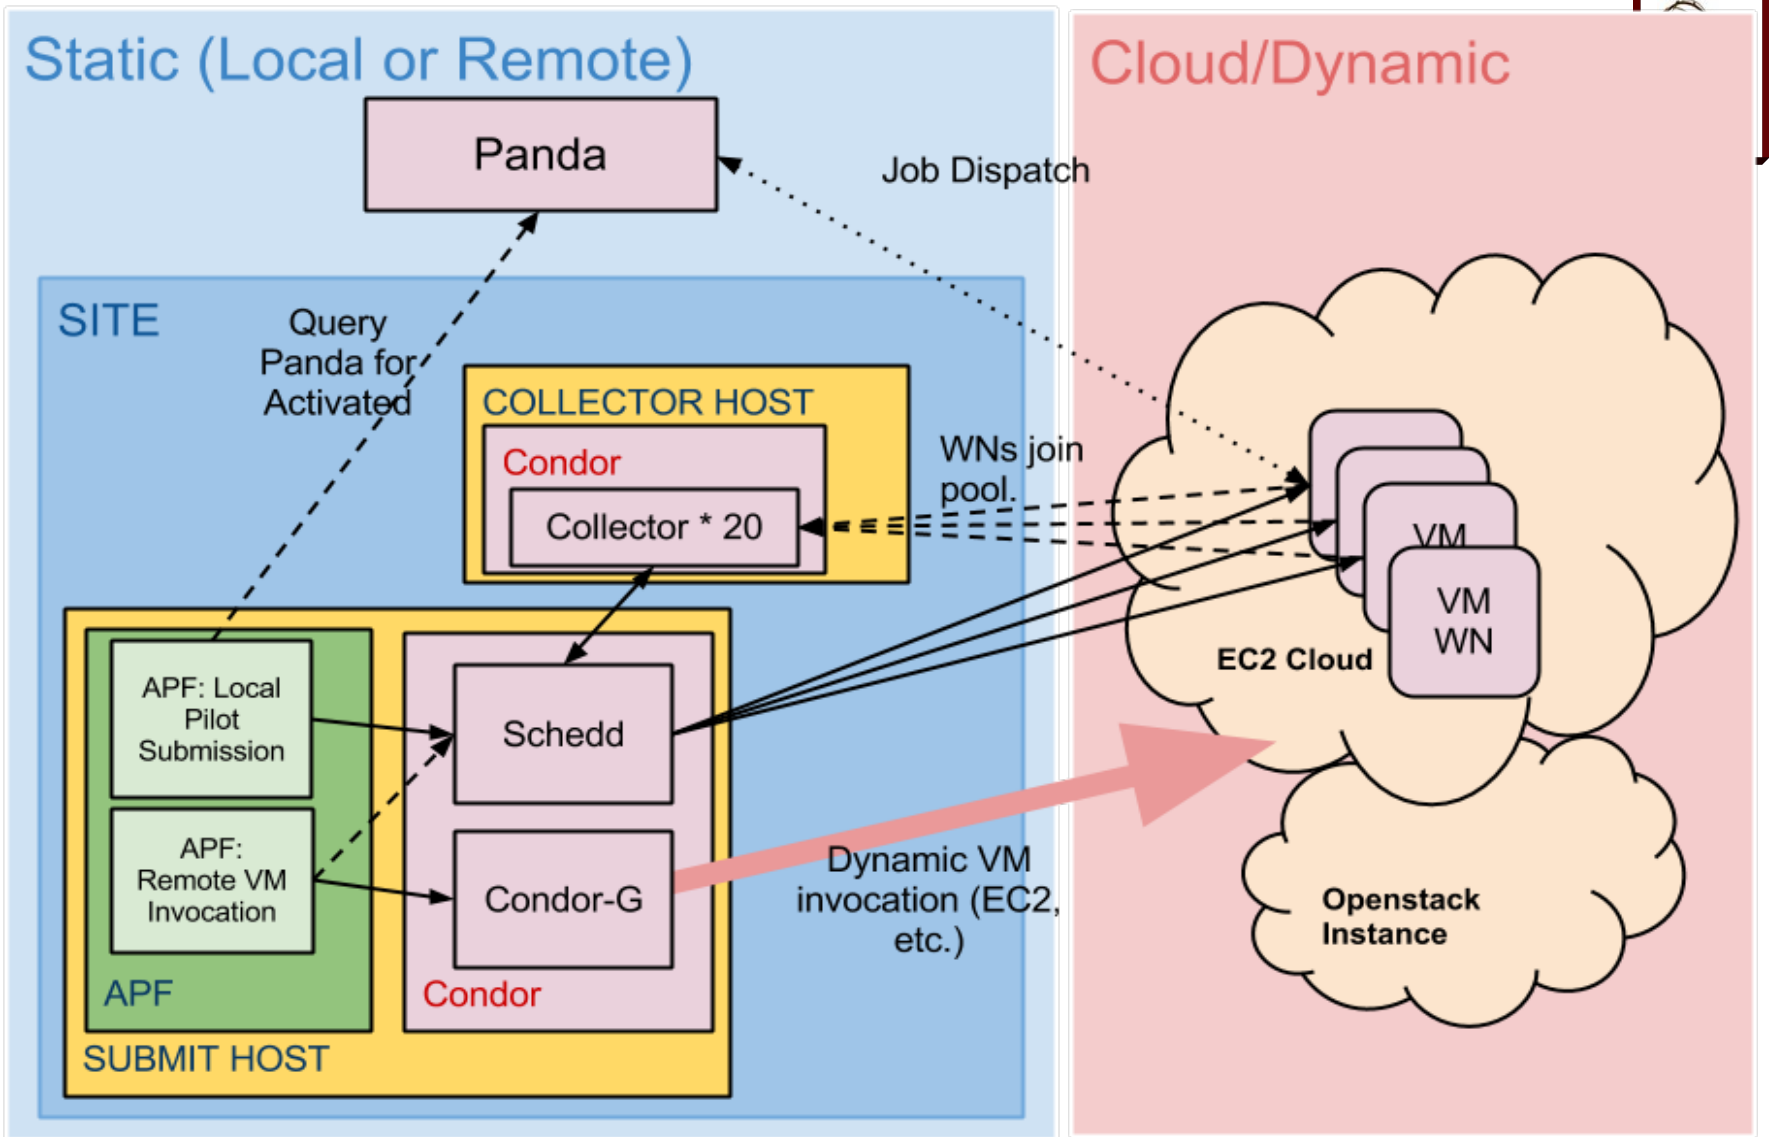 Static (Local or Remote)
Cloud/Dynamic
Panda
Job Dispatch
SITE
Query
Panda for
Activated
COLLECTOR HOST
Condor
Collector * 20
WNs join
pool.
VM
VM
WN
EC2 Cloud
APF: Local
Pilot
Submission
Schedd
APF:
Remote VM
Invocation
Condor-G
Dynamic VM
invocation (EC2,
etc.)
Openstack
Instance
APF
Condor
SUBMIT HOST